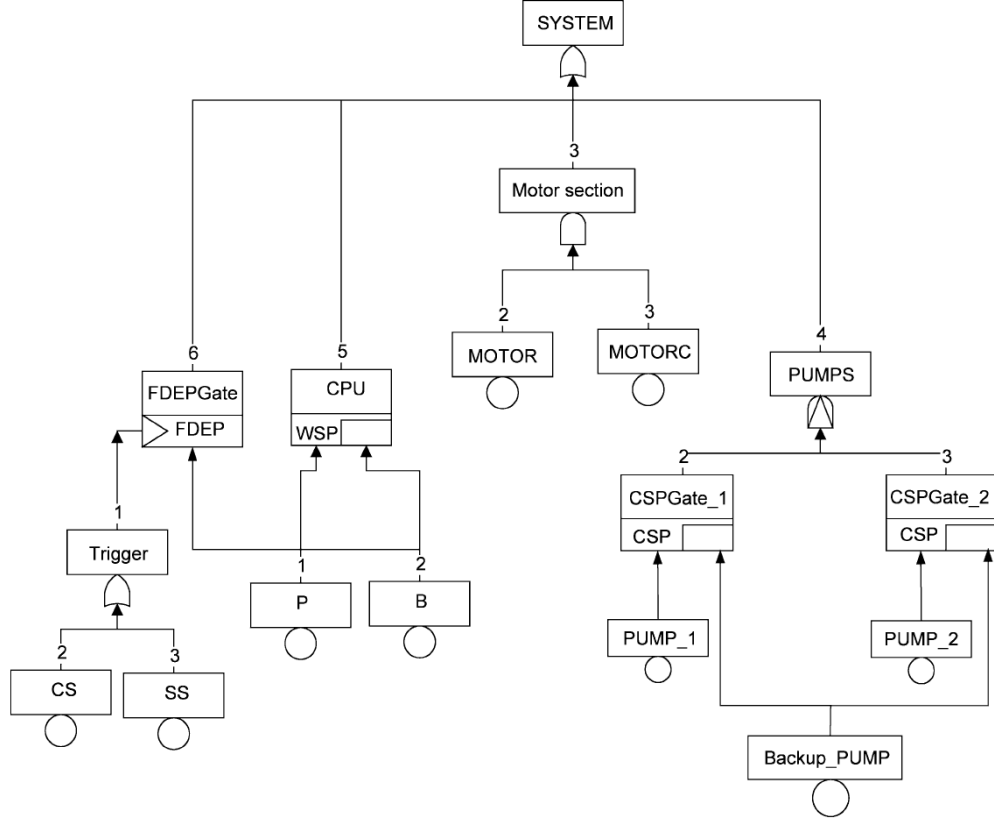 SYSTEM
3
Motor section
2
3
MOTOR
MOTORC
6
5
4
FDEPGate
CPU
PUMPS
FDEP
WSP
2
3
CSPGate_1
CSPGate_2
CSP
CSP
1
Trigger
1
2
P
B
PUMP_1
PUMP_2
2
3
CS
SS
Backup_PUMP